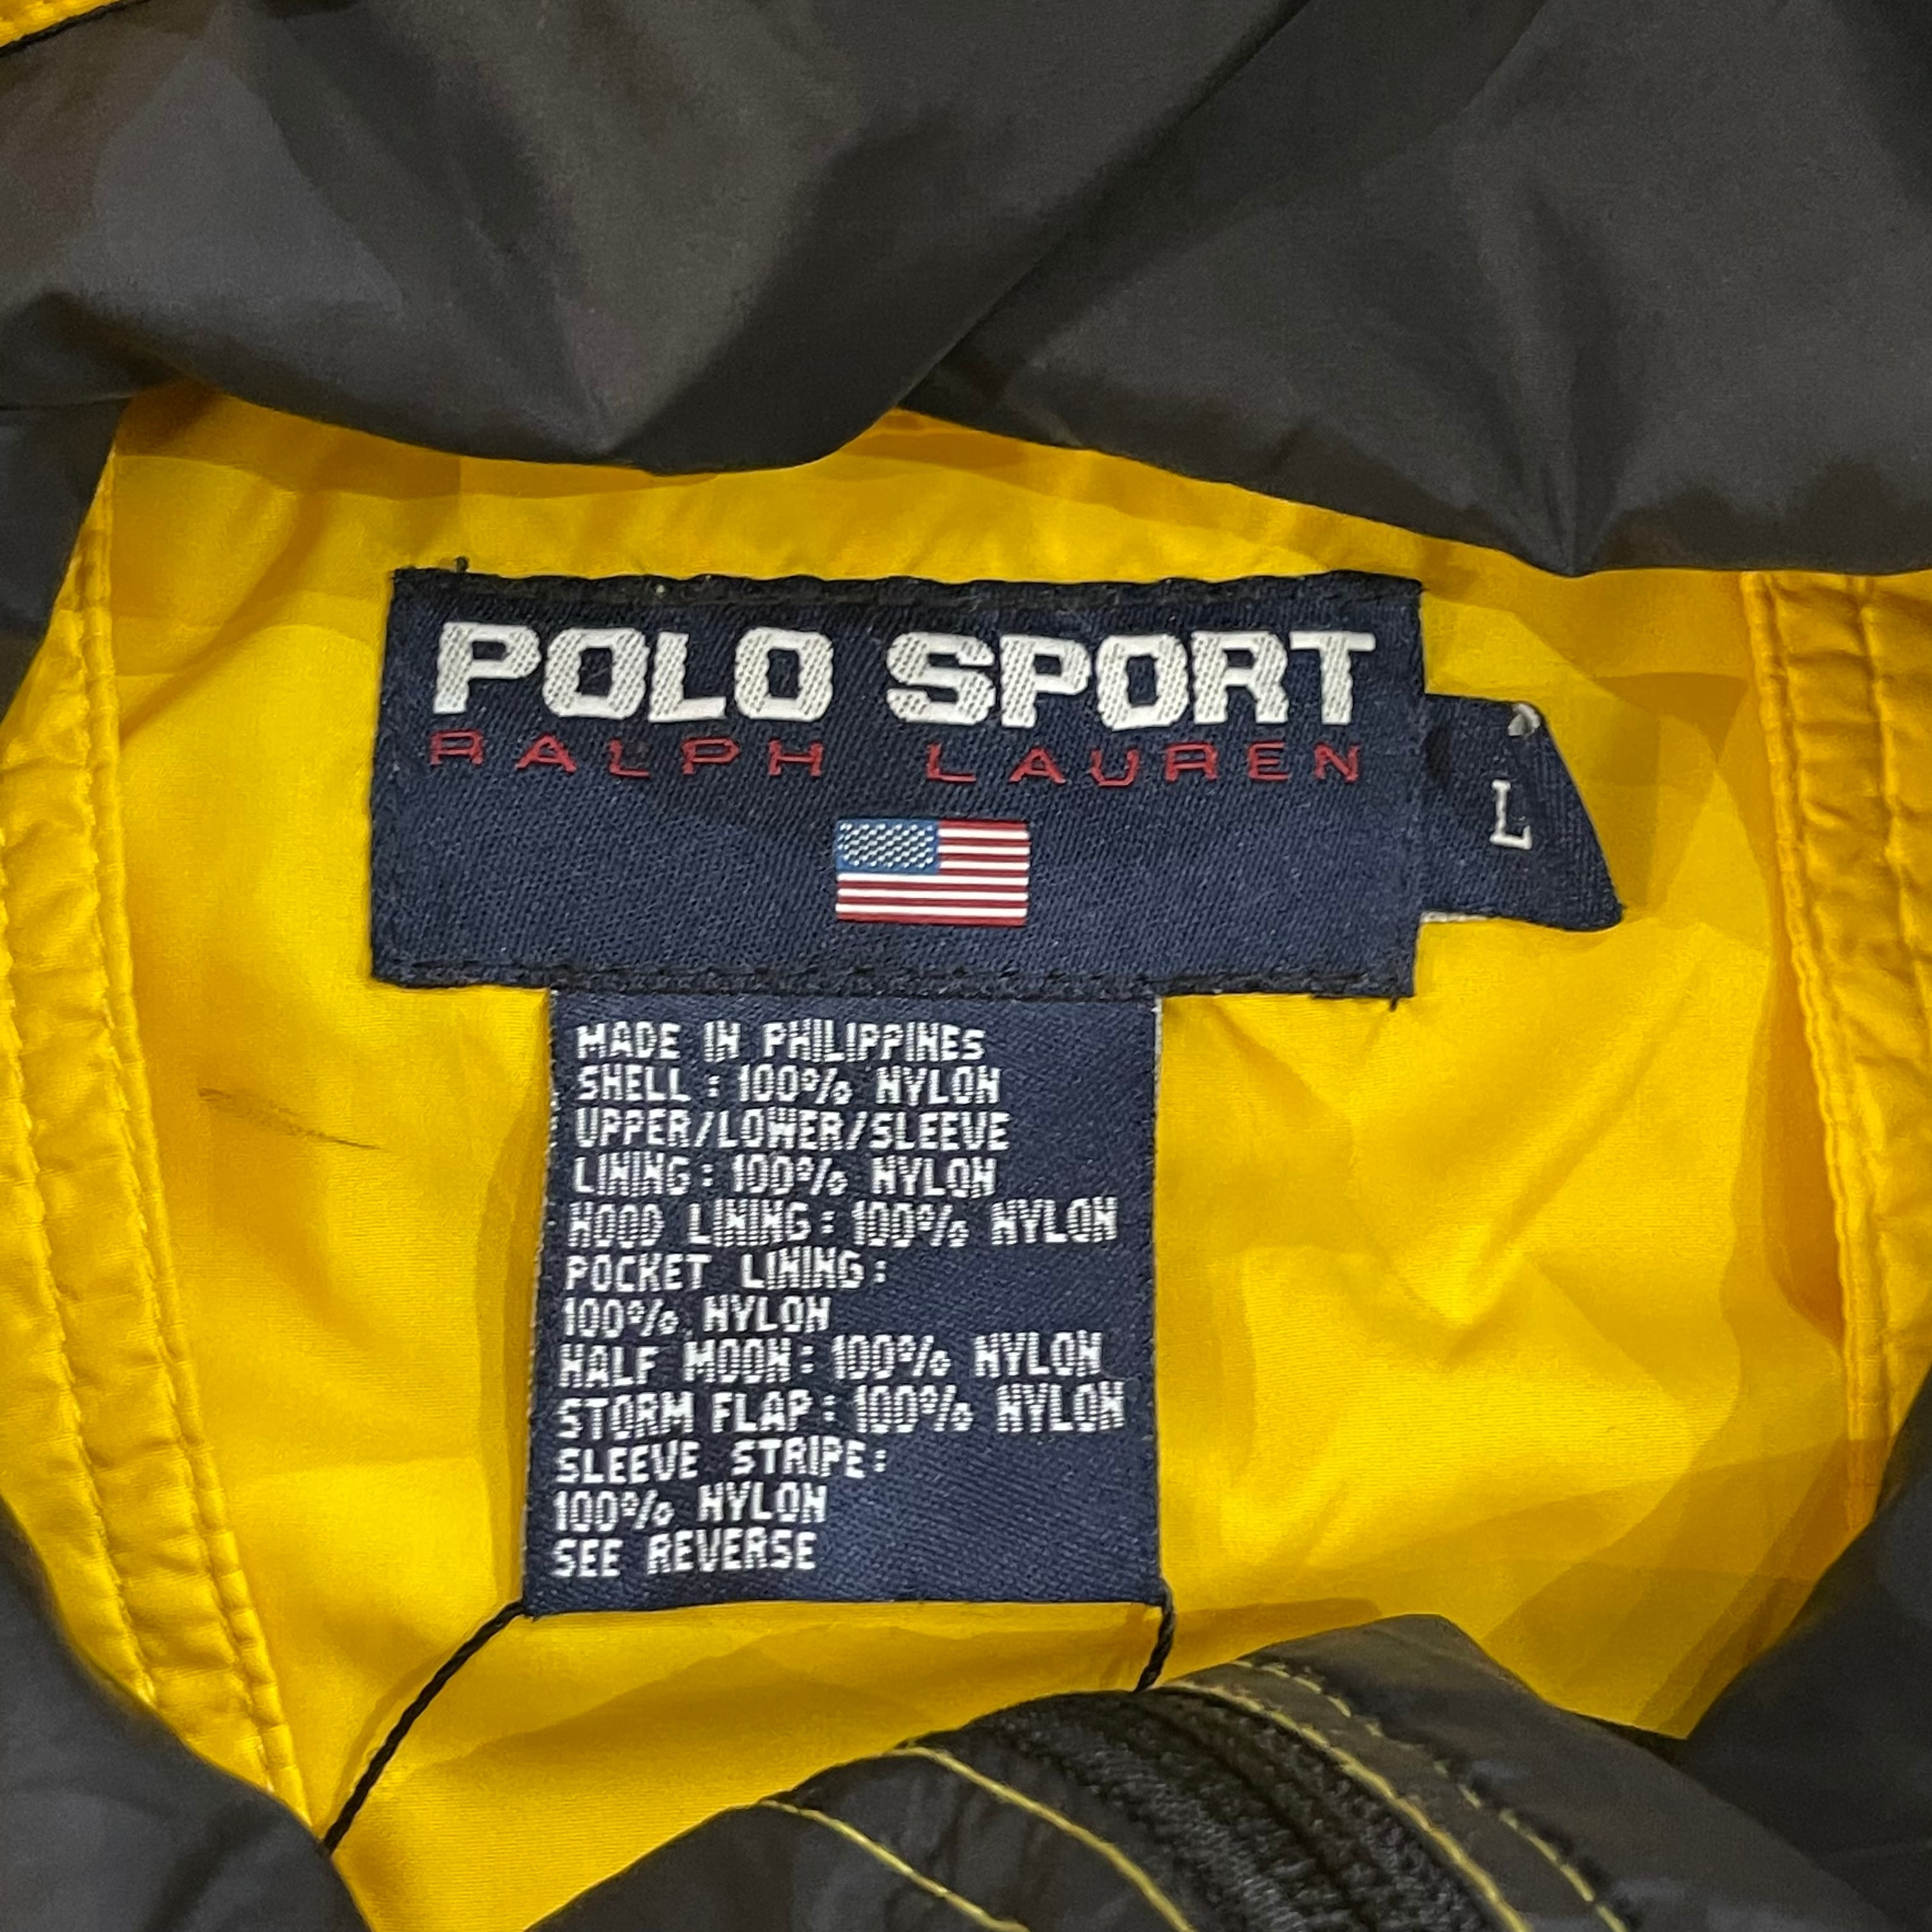 POLO SPORT
RALPH LAUREN
L
MADE IN PHILIPPINES
SHELL: 100% NYLON
UPPER/LOWER/SLEEVE
LINING: 100% NYLON
HOOD LINING: 100% NYLON
POCKET LINING:
100% NYLON
HALF MOON: 100% NYLON
STORM FLAP: 100% NYLON
SLEEVE STRIPE:
100% NYLON
SEE REVERSE